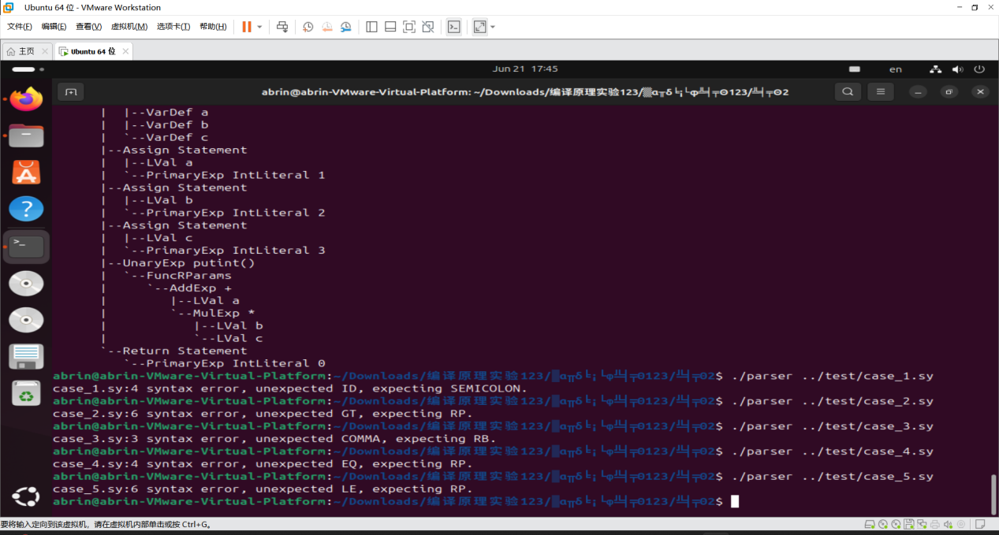 Ubuntu 64 位 - VMware Workstation
文件(F) 编辑(E) 查看(V) 虚拟机(M) 选项卡(T) 帮助(H)
主页 Ubuntu 64 位
Jun 21 17:45 en
abrin@abrin-VMware-Virtual-Platform: ~/Downloads/编译原理实验123/▒α╥δ╘¡└φ╩╡╤Θ123/╩╡╤Θ2
| |--VarDef a
| |--VarDef b
| `--VarDef c
|--Assign Statement
| |--LVal a
| `--PrimaryExp IntLiteral 1
|--Assign Statement
| |--LVal b
| `--PrimaryExp IntLiteral 2
|--Assign Statement
| |--LVal c
| `--PrimaryExp IntLiteral 3
|--UnaryExp putint()
| `--FuncRParams
| `--AddExp +
| |--LVal a
| `--MulExp *
| |--LVal b
| `--LVal c
`--Return Statement
`--PrimaryExp IntLiteral 0
abrin@abrin-VMware-Virtual-Platform:~/Downloads/编译原理实验123/▒α╥δ╘¡└φ╩╡╤Θ123/╩╡╤Θ2$ ./parser ../test/case_1.sy
case_1.sy:4 syntax error, unexpected ID, expecting SEMICOLON.
abrin@abrin-VMware-Virtual-Platform:~/Downloads/编译原理实验123/▒α╥δ╘¡└φ╩╡╤Θ123/╩╡╤Θ2$ ./parser ../test/case_2.sy
case_2.sy:6 syntax error, unexpected GT, expecting RP.
abrin@abrin-VMware-Virtual-Platform:~/Downloads/编译原理实验123/▒α╥δ╘¡└φ╩╡╤Θ123/╩╡╤Θ2$ ./parser ../test/case_3.sy
case_3.sy:3 syntax error, unexpected COMMA, expecting RB.
abrin@abrin-VMware-Virtual-Platform:~/Downloads/编译原理实验123/▒α╥δ╘¡└φ╩╡╤Θ123/╩╡╤Θ2$ ./parser ../test/case_4.sy
case_4.sy:4 syntax error, unexpected EQ, expecting RP.
abrin@abrin-VMware-Virtual-Platform:~/Downloads/编译原理实验123/▒α╥δ╘¡└φ╩╡╤Θ123/╩╡╤Θ2$ ./parser ../test/case_5.sy
case_5.sy:6 syntax error, unexpected LE, expecting RP.
abrin@abrin-VMware-Virtual-Platform:~/Downloads/编译原理实验123/▒α╥δ╘¡└φ╩╡╤Θ123/╩╡╤Θ2$
要将输入定向到该虚拟机，请在虚拟机内部单击或按 Ctrl+G。